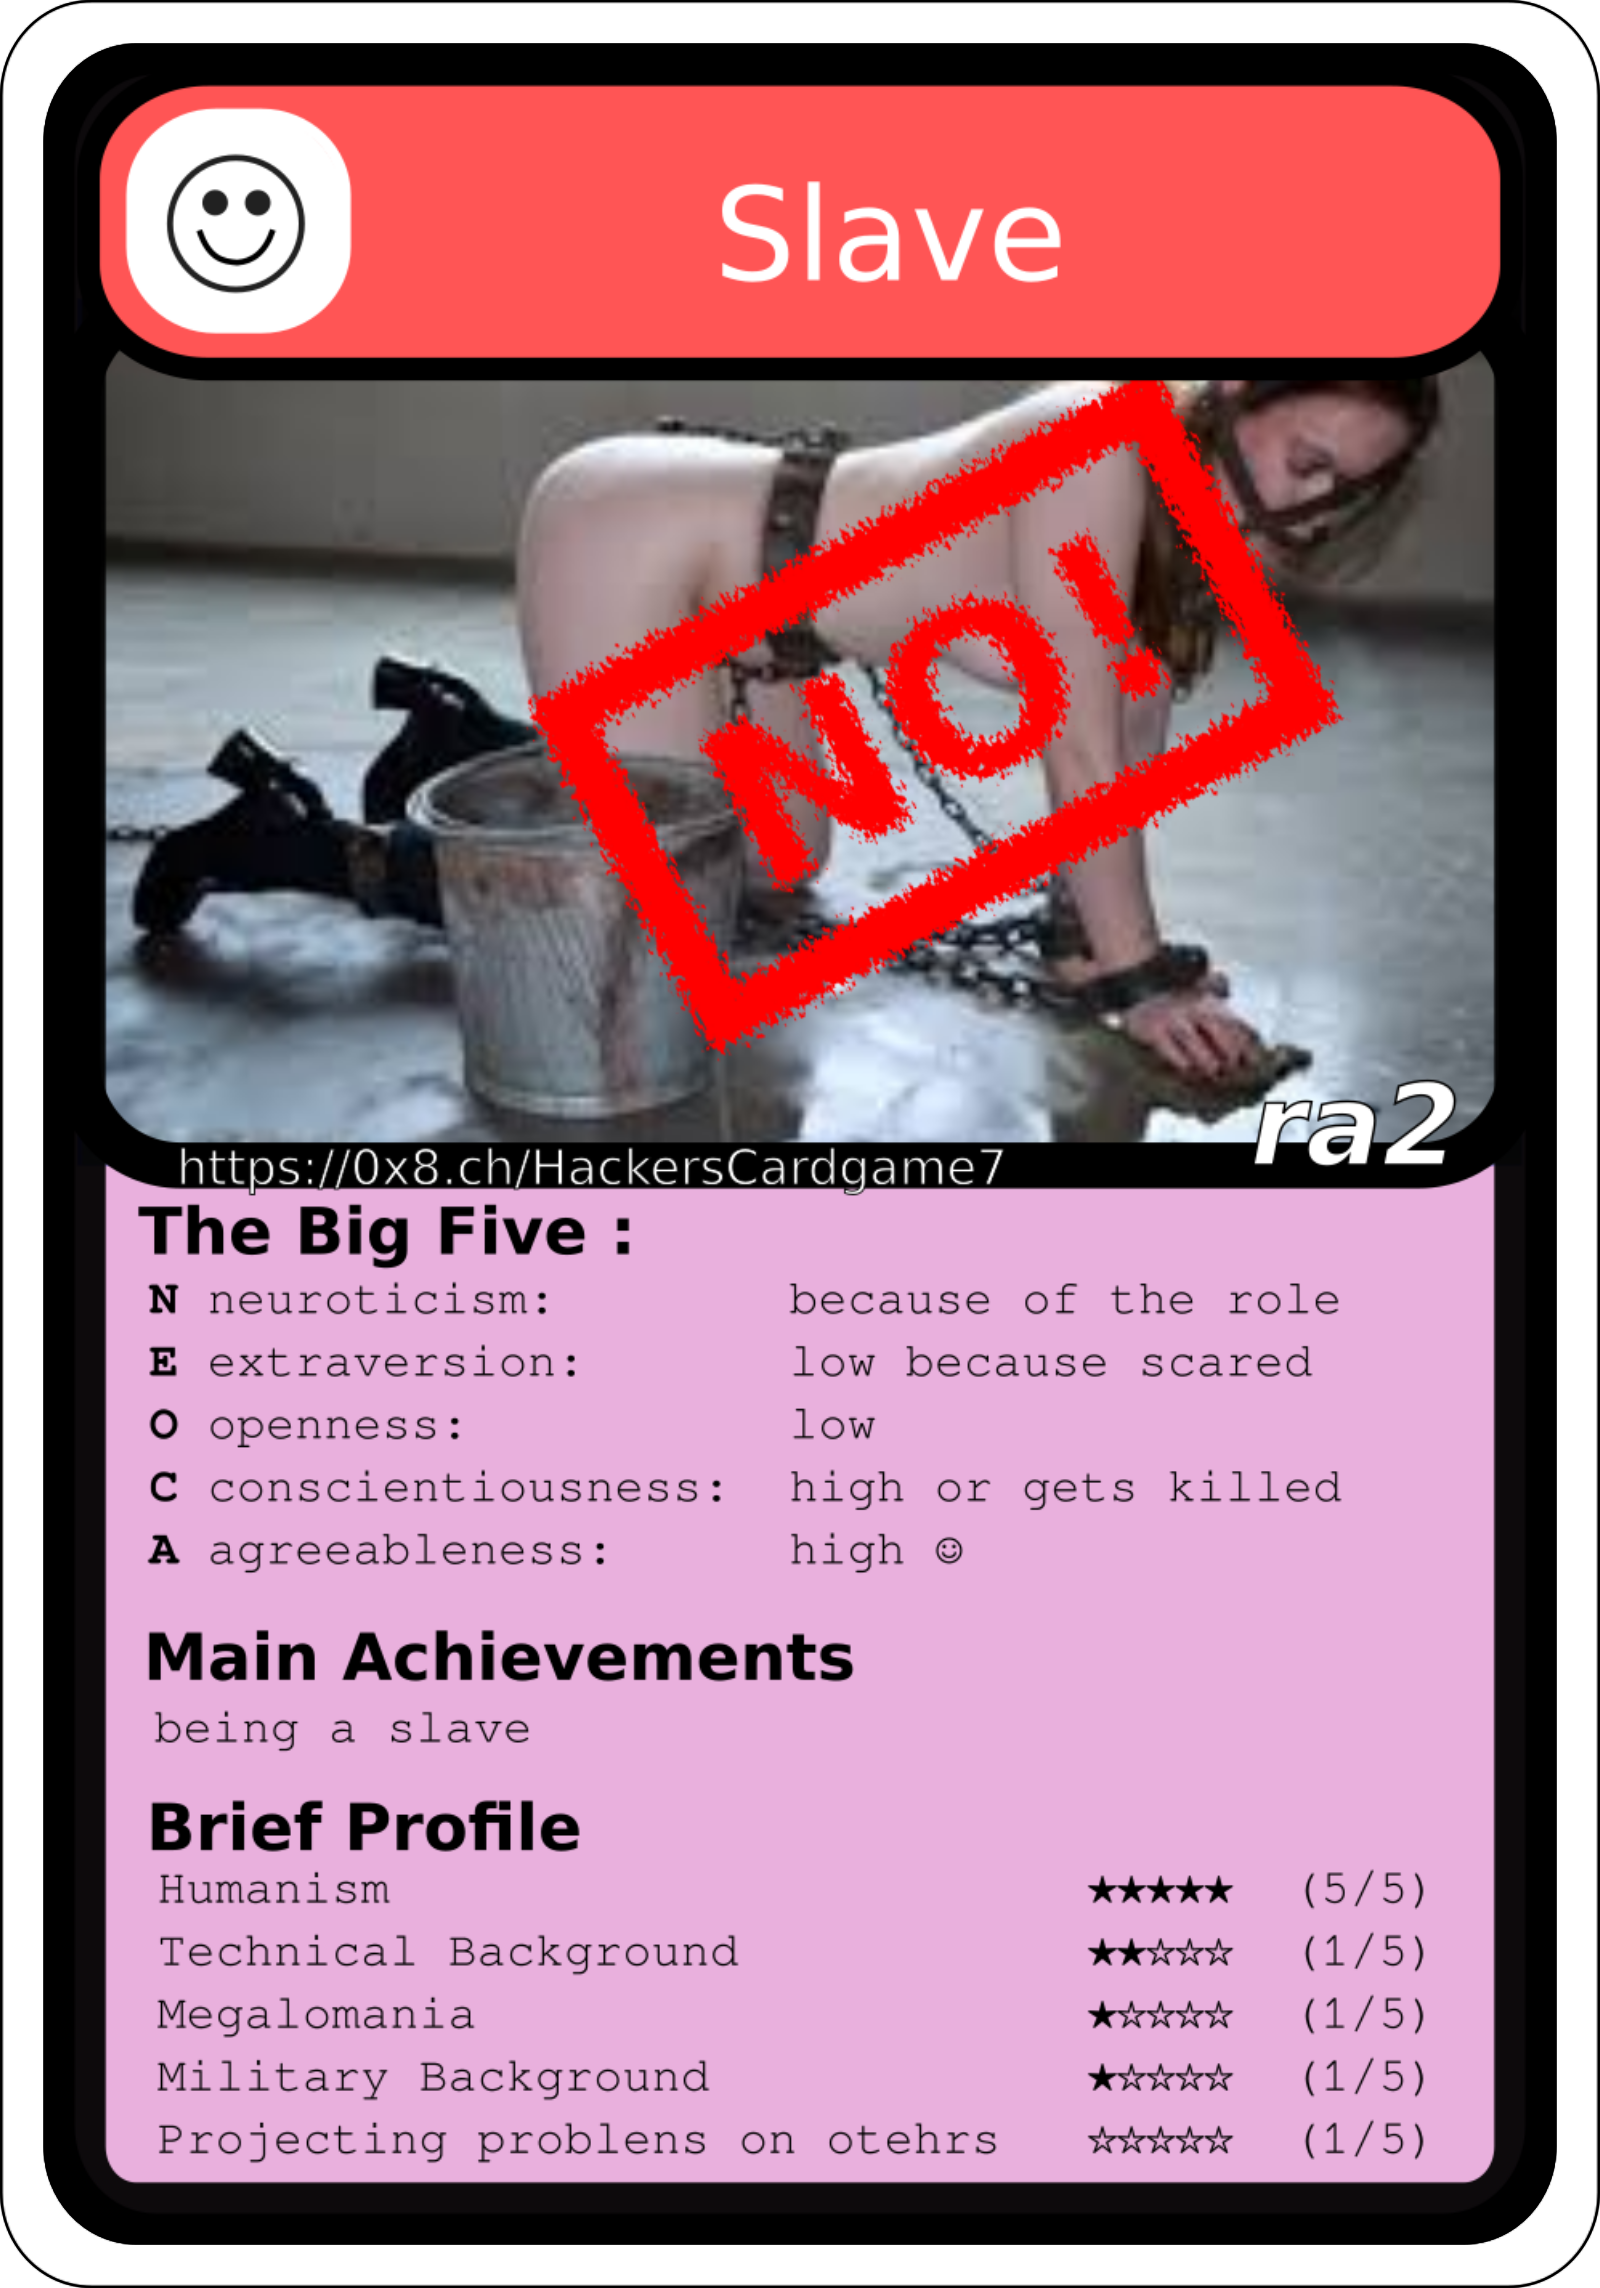 Slave
NO!
ra2
https://0x8.ch/HackersCardgame7
The Big Five :
N neuroticism: because of the role
E extraversion: low because scared
O openness: low
C conscientiousness: high or gets killed
A agreeableness: high ☺
Main Achievements
being a slave
Brief Profile
Humanism ★★★★★ (5/5)
Technical Background ★★☆☆☆ (1/5)
Megalomania ★☆☆☆☆ (1/5)
Military Background ★☆☆☆☆ (1/5)
Projecting problens on otehrs ☆☆☆☆☆ (1/5)